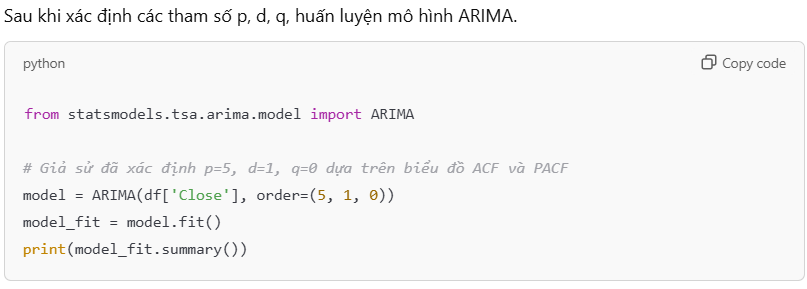 Sau khi xác định các tham số p, d, q, huấn luyện mô hình ARIMA.
python
Copy code
from statsmodels.tsa.arima.model import ARIMA
# Giả sử đã xác định p=5, d=1, q=0 dựa trên biểu đồ ACF và PACF
model = ARIMA(df['Close'], order=(5, 1, 0))
model_fit = model.fit()
print(model_fit.summary())